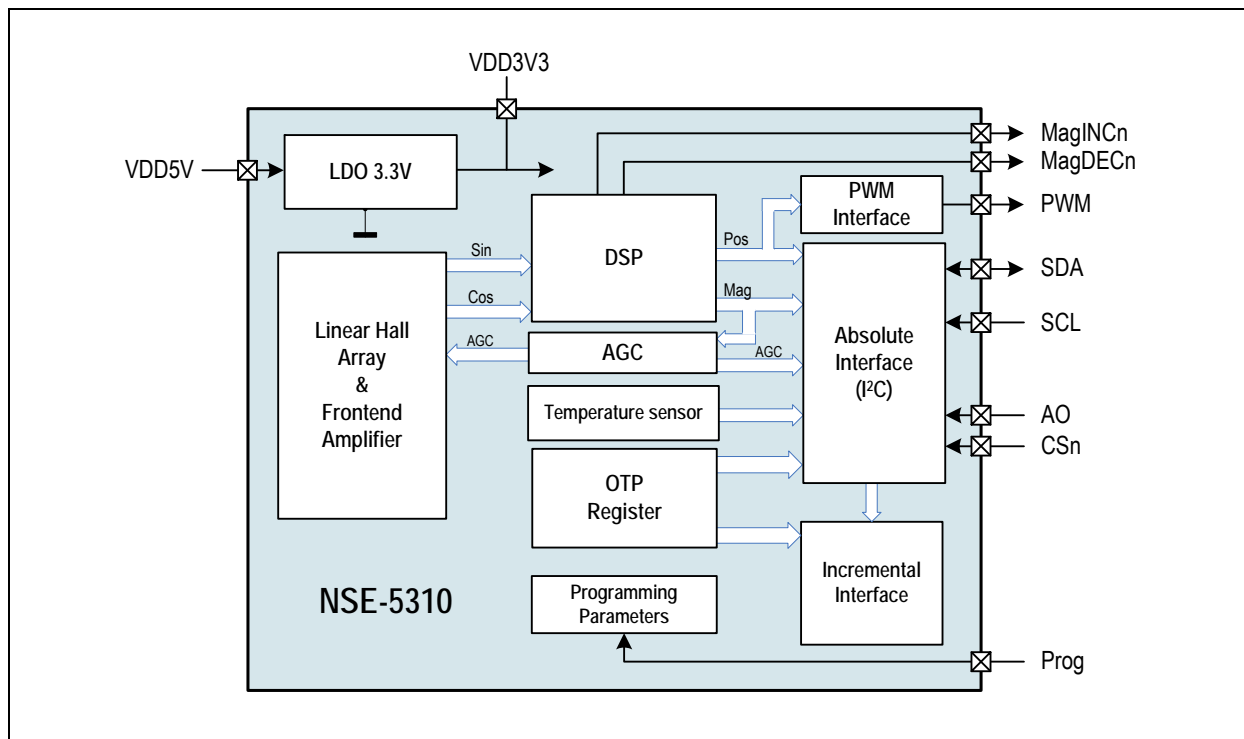 VDD3V3
VDD5V
LDO 3.3V
MagINCn
MagDECn
PWM
Interface
PWM
DSP
Pos
Sin
Cos
Mag
SDA
SCL
Linear Hall
Array
&
Frontend
Amplifier
AGC
AGC
AGC
Absolute
Interface
(I²C)
Temperature sensor
AO
CSn
OTP
Register
Incremental
Interface
NSE-5310
Programming
Parameters
Prog